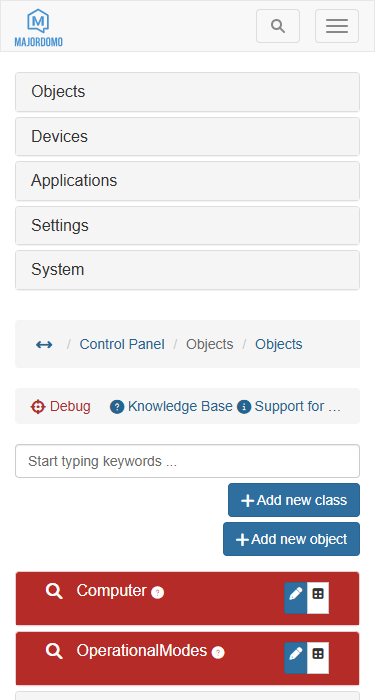 MAJORDOMO
Objects
Devices
Applications
Settings
System
/ Control Panel / Objects / Objects
Debug Knowledge Base Support for ...
Start typing keywords ...
Add new class
Add new object
Computer
OperationalModes